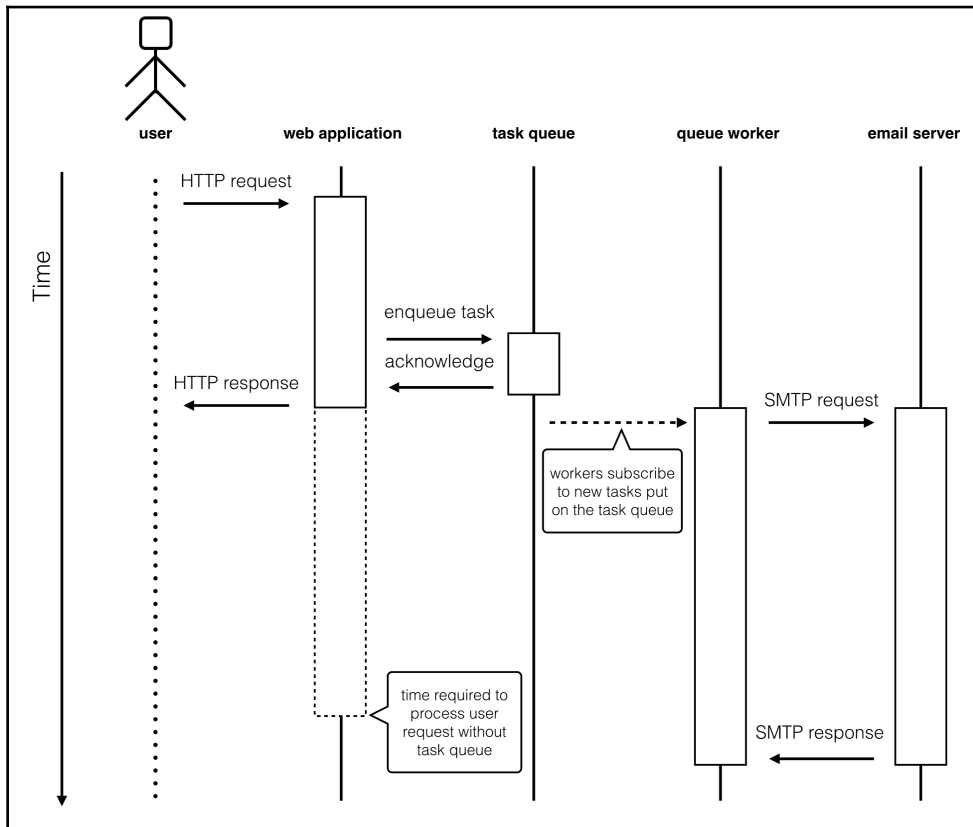 user
web application
task queue
queue worker
email server
Time
HTTP request
enqueue task
acknowledge
HTTP response
SMTP request
workers subscribe
to new tasks put
on the task queue
time required to
process user
request without
task queue
SMTP response